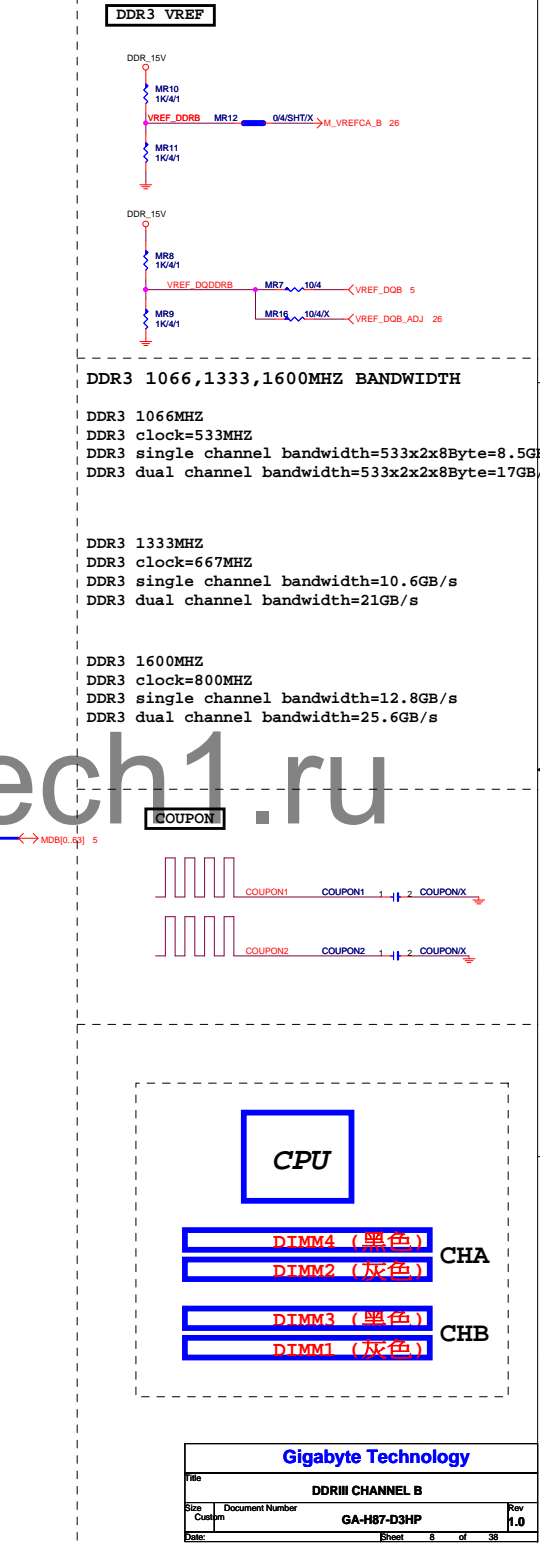 DDR3 VREF
DDR_15V
MR10
1K/4/1
VREF_DDRB MR12 0/4/SHT/X M_VREFCA_B 26
MR11
1K/4/1
DDR_15V
MR8
1K/4/1
VREF_DQDDRB MR7 10/4 VREF_DQB 5
MR9
1K/4/1
MR16 10/4/X VREF_DQB_ADJ 26
DDR3 1066,1333,1600MHZ BANDWIDTH
DDR3 1066MHZ
DDR3 clock=533MHZ
DDR3 single channel bandwidth=533x2x8Byte=8.5G
DDR3 dual channel bandwidth=533x2x2x8Byte=17GB/
DDR3 1333MHZ
DDR3 clock=667MHZ
DDR3 single channel bandwidth=10.6GB/s
DDR3 dual channel bandwidth=21GB/s
DDR3 1600MHZ
DDR3 clock=800MHZ
DDR3 single channel bandwidth=12.8GB/s
DDR3 dual channel bandwidth=25.6GB/s
ech1.ru
COUPON
MDB[0..63] 5
COUPON1 COUPON1 1 2 COUPON/X
COUPON2 COUPON2 1 2 COUPON/X
CPU
DIMM4 (黑色)
CHA
DIMM2 (灰色)
DIMM3 (黑色)
CHB
DIMM1 (灰色)
Gigabyte Technology
Title
DDRIII CHANNEL B
Size Document Number Rev
Custom GA-H87-D3HP 1.0
Date: Sheet 8 of 38